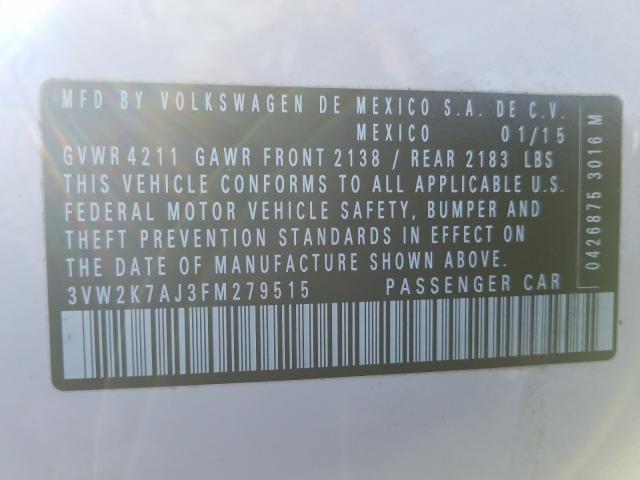 MFD BY VOLKSWAGEN DE MEXICO S.A. DE C.V.
MEXICO 01/15
GVWR 4211 GAWR FRONT 2138 / REAR 2183 LBS
THIS VEHICLE CONFORMS TO ALL APPLICABLE U.S.
FEDERAL MOTOR VEHICLE SAFETY, BUMPER AND
THEFT PREVENTION STANDARDS IN EFFECT ON
THE DATE OF MANUFACTURE SHOWN ABOVE.
3VW2K7AJ3FM279515 PASSENGER CAR
0426875 3016 M